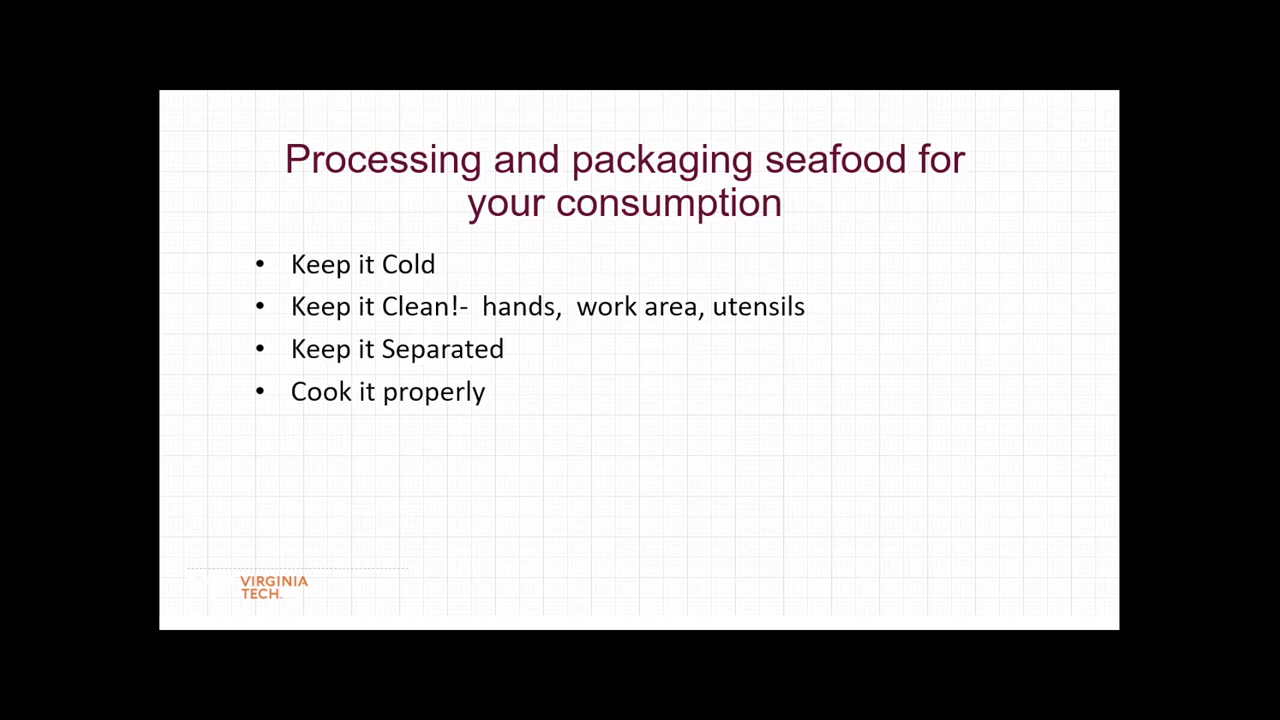 Processing and packaging seafood for
your consumption
• Keep it Cold
• Keep it Clean!-  hands,  work area, utensils
• Keep it Separated
• Cook it properly
VIRGINIA
TECH.